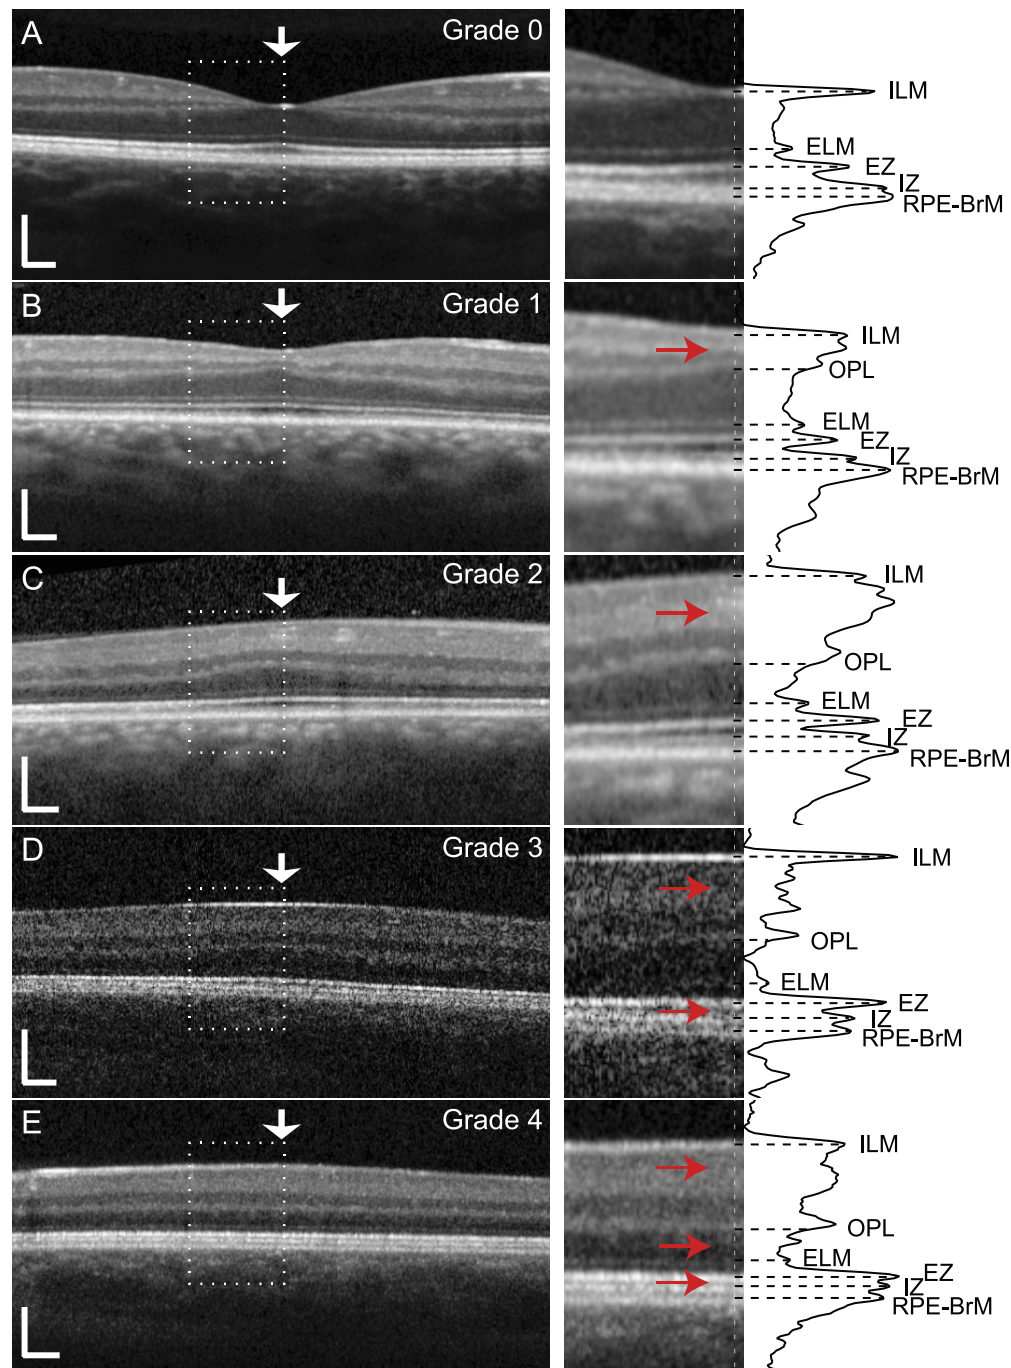 A Grade 0
ILM
ELM
EZ
IZ
RPE-BrM
B Grade 1
ILM
OPL
ELM
EZ
IZ
RPE-BrM
C Grade 2
ILM
OPL
ELM
EZ
IZ
RPE-BrM
D Grade 3
ILM
OPL
ELM
EZ
IZ
RPE-BrM
E Grade 4
ILM
OPL
ELM
EZ
IZ
RPE-BrM